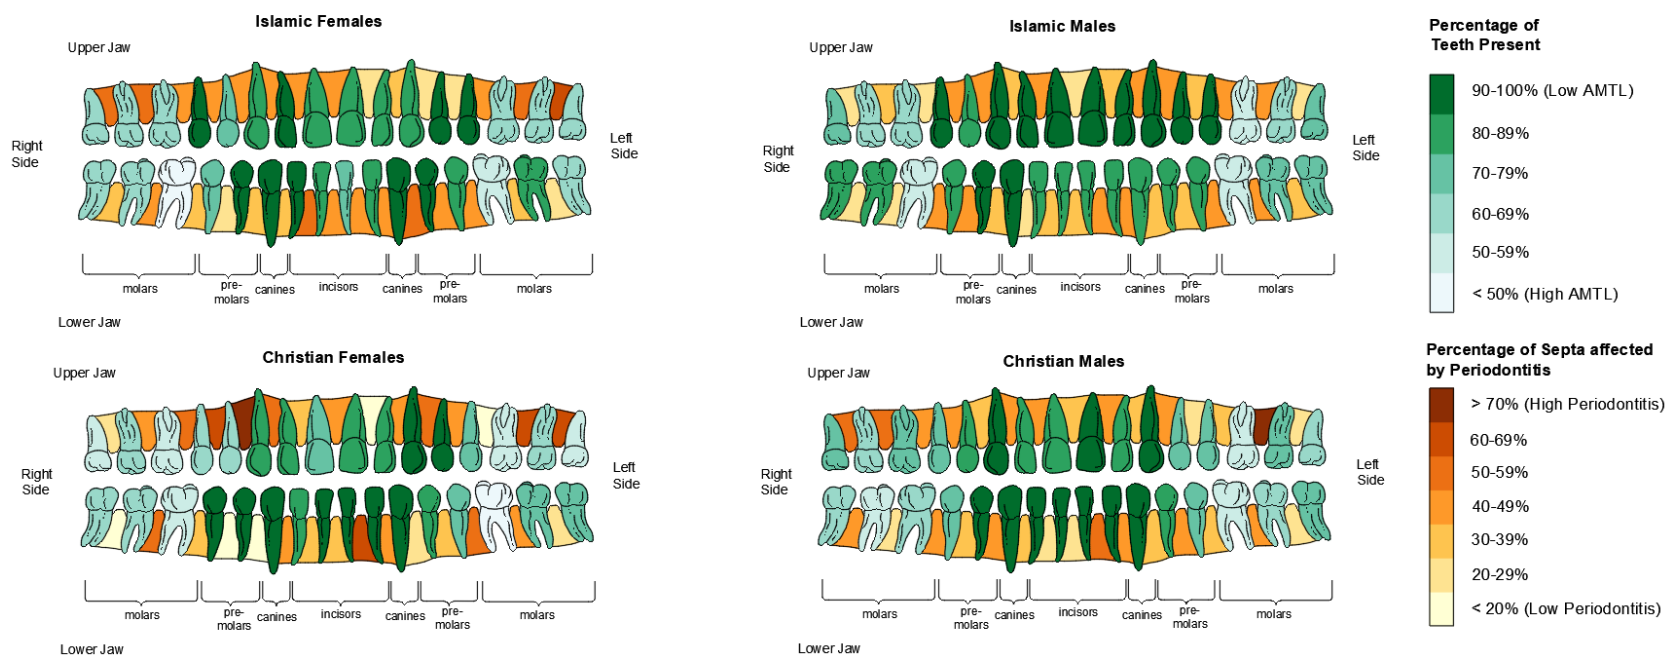 Islamic Females
Upper Jaw
Right
Side
Left
Side
molars
pre-
molars
canines
incisors
canines
pre-
molars
molars
Lower Jaw
Islamic Males
Upper Jaw
Right
Side
Left
Side
molars
pre-
molars
canines
incisors
canines
pre-
molars
molars
Lower Jaw
Percentage of
Teeth Present
90-100% (Low AMTL)
80-89%
70-79%
60-69%
50-59%
< 50% (High AMTL)
Christian Females
Upper Jaw
Right
Side
Left
Side
molars
pre-
molars
canines
incisors
canines
pre-
molars
molars
Lower Jaw
Christian Males
Upper Jaw
Right
Side
Left
Side
molars
pre-
molars
canines
incisors
canines
pre-
molars
molars
Lower Jaw
Percentage of Septa affected
by Periodontitis
> 70% (High Periodontitis)
60-69%
50-59%
40-49%
30-39%
20-29%
< 20% (Low Periodontitis)